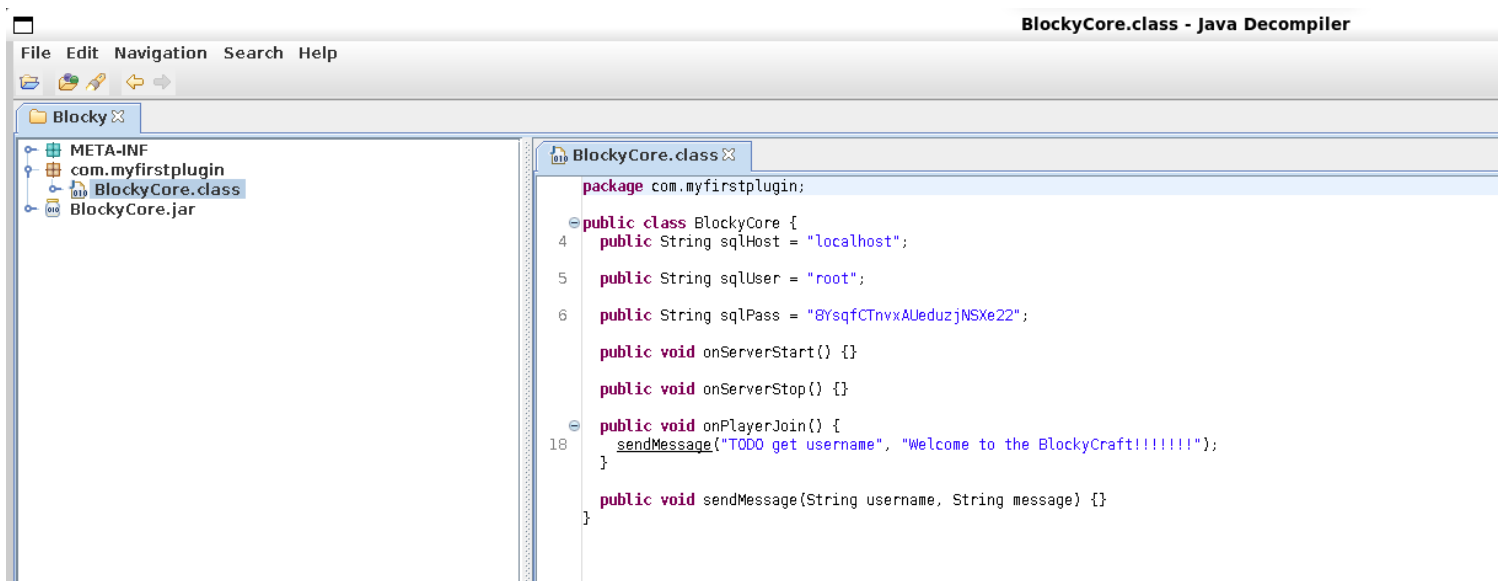 BlockyCore.class - Java Decompiler
File Edit Navigation Search Help
Blocky
META-INF
com.myfirstplugin
BlockyCore.class
BlockyCore.jar
BlockyCore.class
package com.myfirstplugin;
public class BlockyCore {
4 public String sqlHost = "localhost";
5 public String sqlUser = "root";
6 public String sqlPass = "8YsqfCTnvxAUeduzjNSXe22";
public void onServerStart() {}
public void onServerStop() {}
public void onPlayerJoin() {
18 sendMessage("TODO get username", "Welcome to the BlockyCraft!!!!!!!");
}
public void sendMessage(String username, String message) {}
}